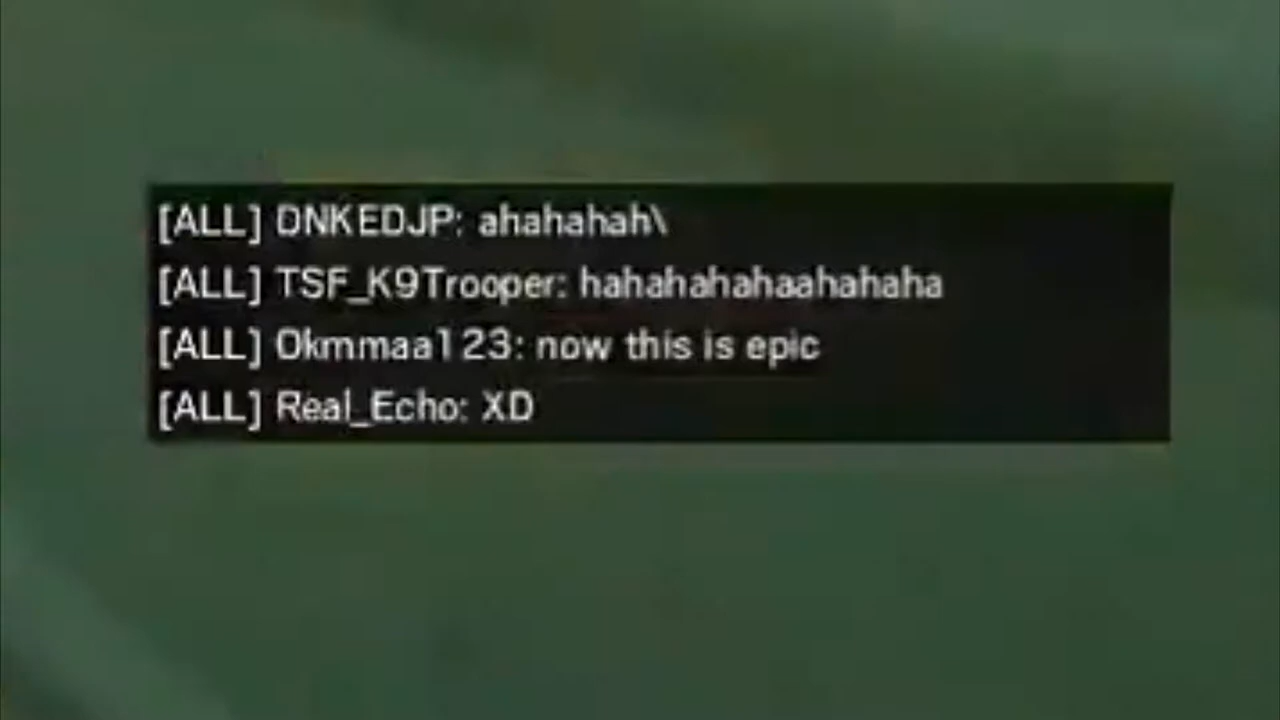 [ALL] DNKEDJP: ahahahah\
[ALL] TSF_K9Trooper: hahahahahaahahaha
[ALL] Okmmaa123: now this is epic
[ALL] Real_Echo: XD